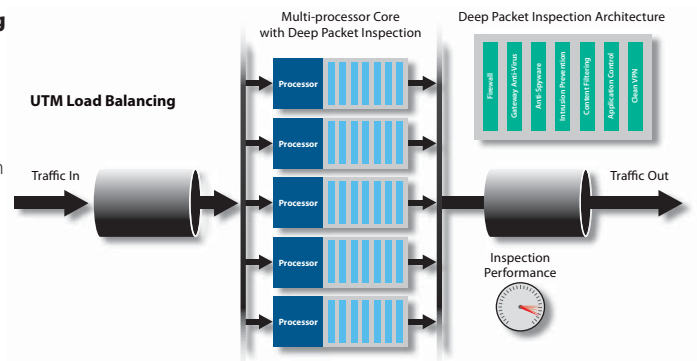 g
Multi-processor Core
with Deep Packet Inspection
Deep Packet Inspection Architecture
Firewall
Gateway Anti-Virus
Anti-Spyware
Intrusion Prevention
Content Filtering
Application Control
Clean VPN
UTM Load Balancing
n
Traffic In
Processor
Processor
Processor
Processor
Processor
Traffic Out
Inspection
Performance